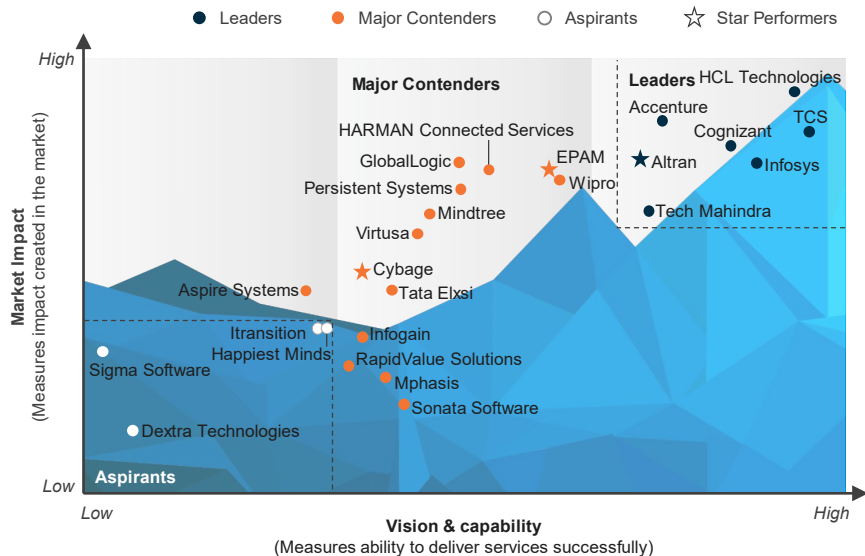 Leaders
Major Contenders
Aspirants
Star Performers
High
Major Contenders
Leaders
HCL Technologies
Accenture
TCS
HARMAN Connected Services
Cognizant
GlobalLogic
EPAM
Altran
Infosys
Wipro
Persistent Systems
Mindtree
Tech Mahindra
Virtusa
Cybage
Aspire Systems
Tata Elxsi
Itransition
Infogain
Happiest Minds
RapidValue Solutions
Sigma Software
Mphasis
Sonata Software
Dextra Technologies
Aspirants
Market Impact
(Measures impact created in the market)
Low
Low
High
Vision & capability
(Measures ability to deliver services successfully)